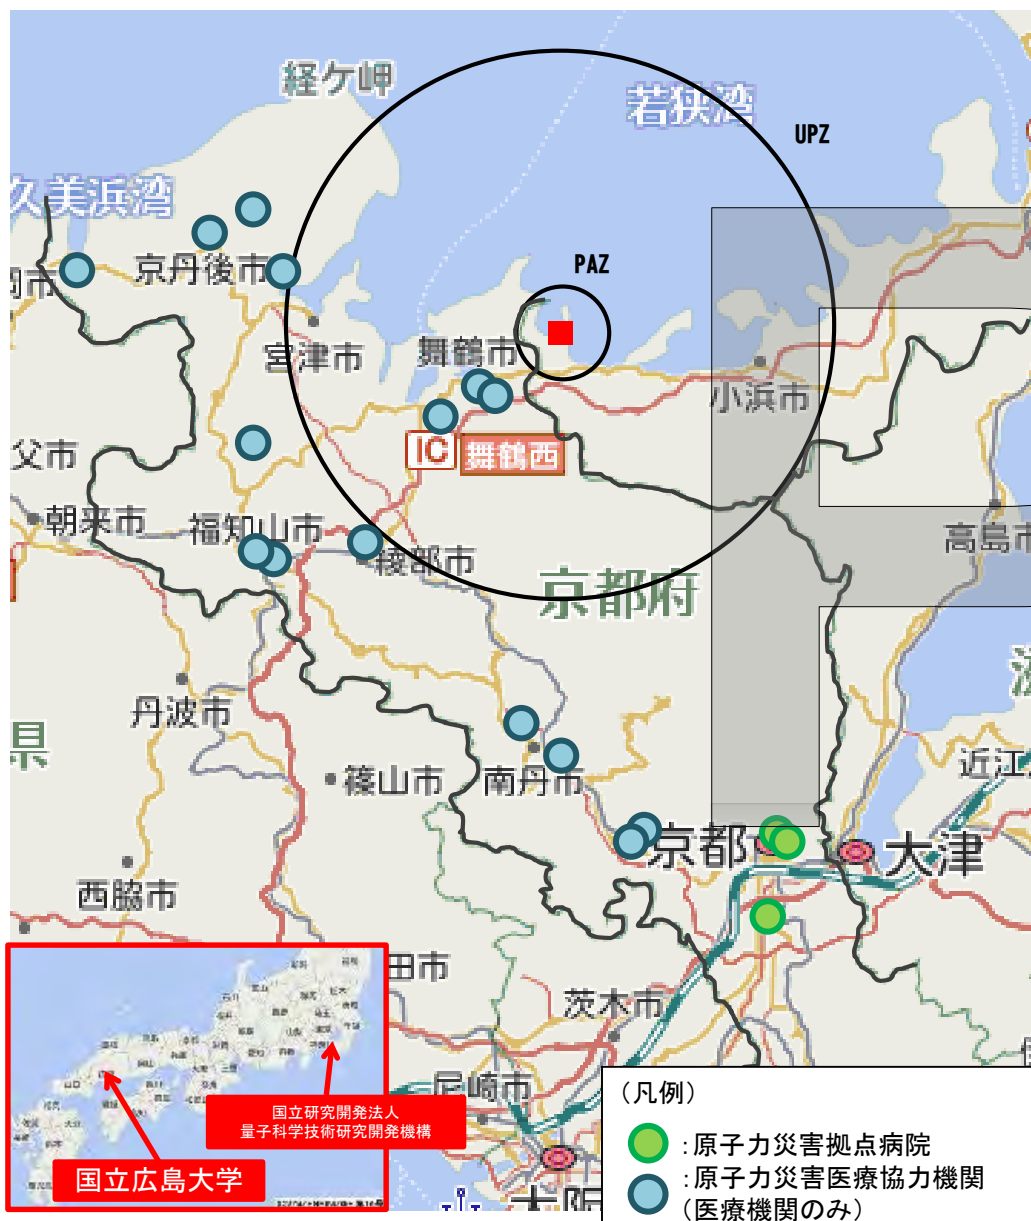 経ケ岬
若狭湾
UPZ
久美浜湾
PAZ
京丹後市
岡市
宮津市
舞鶴市
小浜市
IC
舞鶴西
父市
朝来市
福知山市
綾部市
高島市
京都府
丹波市
県
篠山市
南丹市
近江
京都
大津
西脇市
田市
茨木市
尼崎市
大阪
国立研究開発法人
量子科学技術研究開発機構
国立広島大学
(凡例)
:原子力災害拠点病院
:原子力災害医療協力機関
(医療機関のみ)